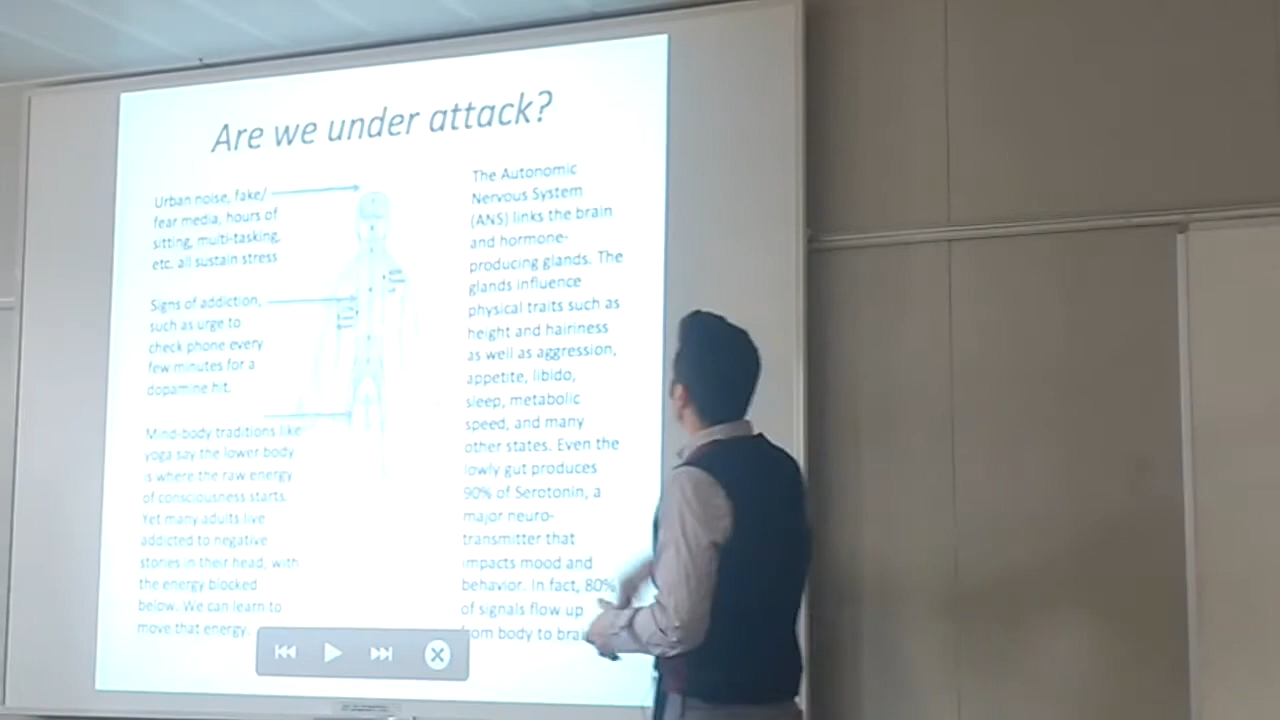 Are we under attack?
Urban noise, fake/
fear media, hours of
sitting, multi-tasking,
etc. all sustain stress
Signs of addiction,
such as urge to
check phone every
few minutes for a
dopamine hit.
Mind-body traditions like
yoga say the lower body
is where the raw energy
of consciousness starts.
Yet many adults live
addicted to negative
stories in their head, with
the energy blocked
below. We can learn to
move that energy.
The Autonomic
Nervous System
(ANS) links the brain
and hormone-
producing glands. The
glands influence
physical traits such as
height and hairiness
as well as aggression,
appetite, libido,
sleep, metabolic
speed, and many
other states. Even the
lowly gut produces
90% of Serotonin, a
major neuro-
transmitter that
impacts mood and
behavior. In fact, 80%
of signals flow up
from body to brai